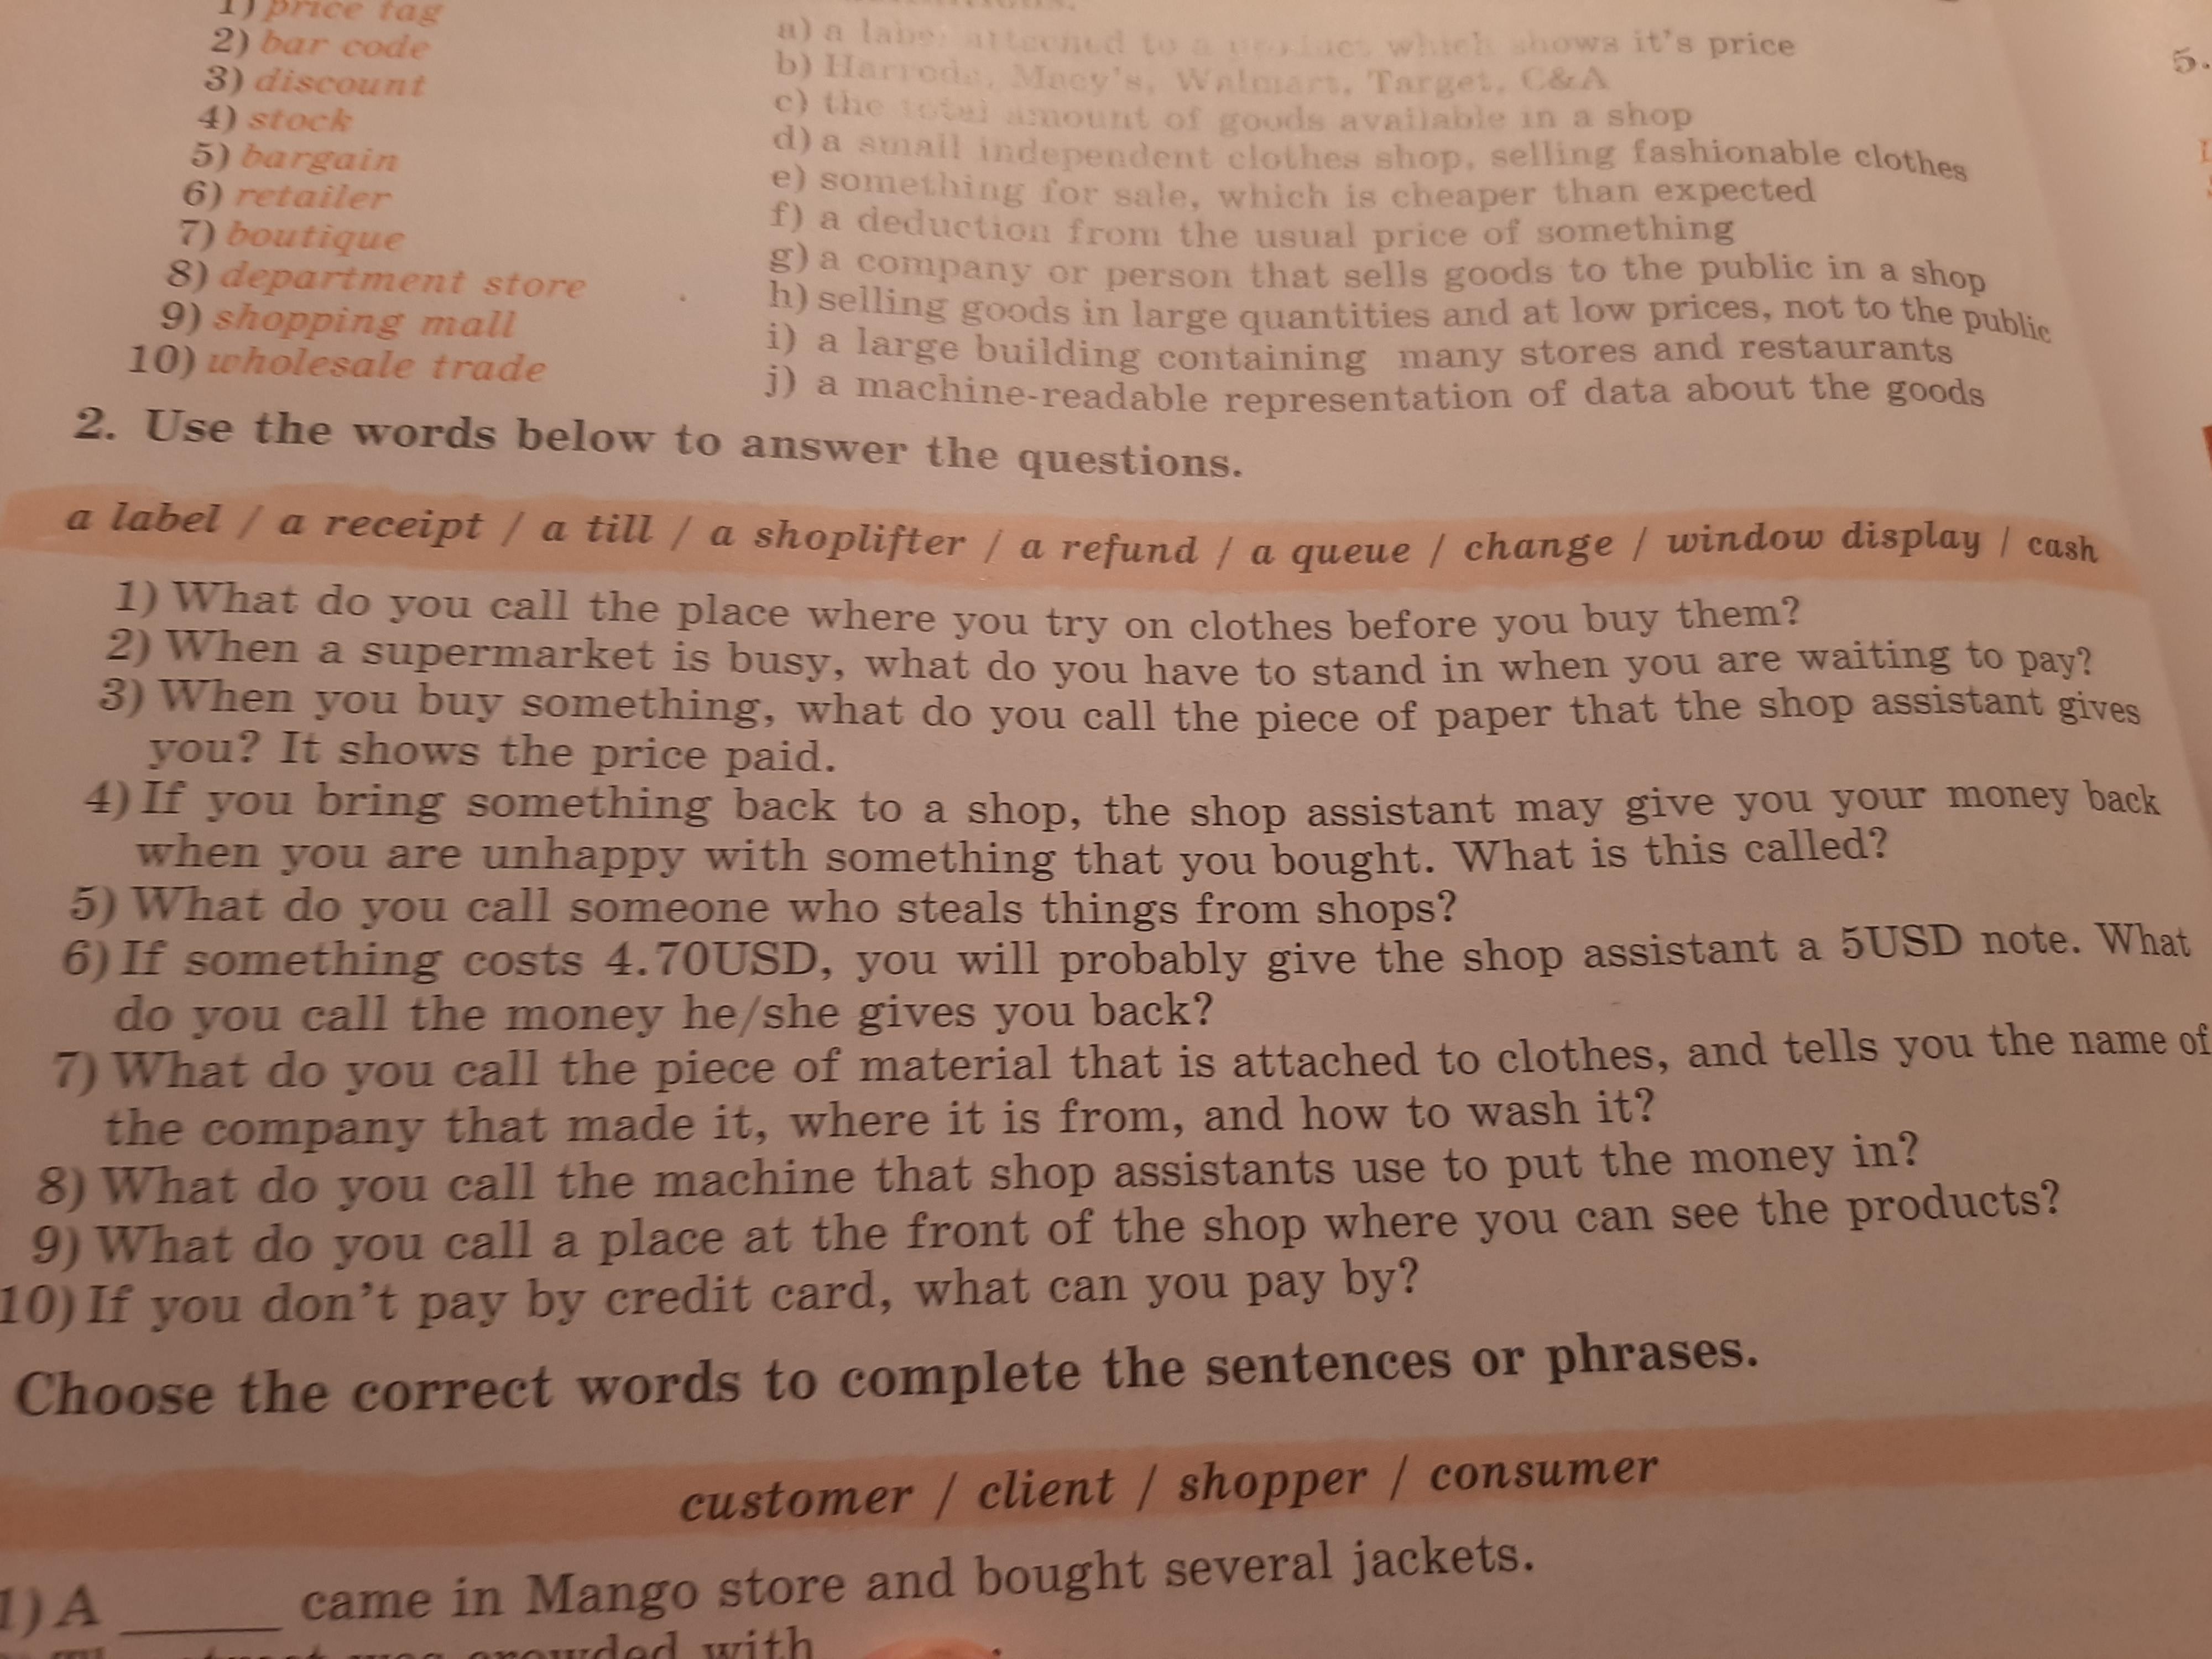 1) price tag
2) bar code
3) discount
4) stock
5) bargain
6) retailer
7) boutique
8) department store
9) shopping mall
10) wholesale trade
a) a label attached to a product which shows it's price
b) Harrods, Macy's, Walmart, Target, C&A
c) the total amount of goods available in a shop
d) a small independent clothes shop, selling fashionable clothes
e) something for sale, which is cheaper than expected
f) a deduction from the usual price of something
g) a company or person that sells goods to the public in a shop
h) selling goods in large quantities and at low prices, not to the public
i) a large building containing many stores and restaurants
j) a machine-readable representation of data about the goods
2. Use the words below to answer the questions.
a label / a receipt / a till / a shoplifter / a refund / a queue / change / window display / cash
1) What do you call the place where you try on clothes before you buy them?
2) When a supermarket is busy, what do you have to stand in when you are waiting to pay?
3) When you buy something, what do you call the piece of paper that the shop assistant gives
you? It shows the price paid.
4) If you bring something back to a shop, the shop assistant may give you your money back
when you are unhappy with something that you bought. What is this called?
5) What do you call someone who steals things from shops?
6) If something costs 4.70USD, you will probably give the shop assistant a 5USD note. What
do you call the money he/she gives you back?
7) What do you call the piece of material that is attached to clothes, and tells you the name of
the company that made it, where it is from, and how to wash it?
8) What do you call the machine that shop assistants use to put the money in?
9) What do you call a place at the front of the shop where you can see the products?
10) If you don't pay by credit card, what can you pay by?
Choose the correct words to complete the sentences or phrases.
customer / client / shopper / consumer
1) A ______ came in Mango store and bought several jackets.
was crowded with
5.